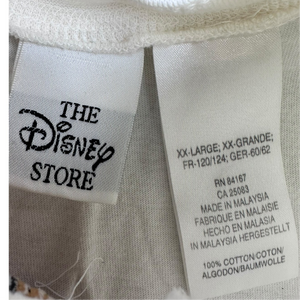 THE
Disney
STORE
XX-LARGE; XX-GRANDE;
FR-120/124; GER-60/62
RN 84167
CA 25083
MADE IN MALAYSIA
FABRIQUE EN MALAISIE
HECHO EN MALASIA
IN MALAYSIA HERGESTELLT
100% COTTON/COTON/
ALGODON/BAUMWOLLE